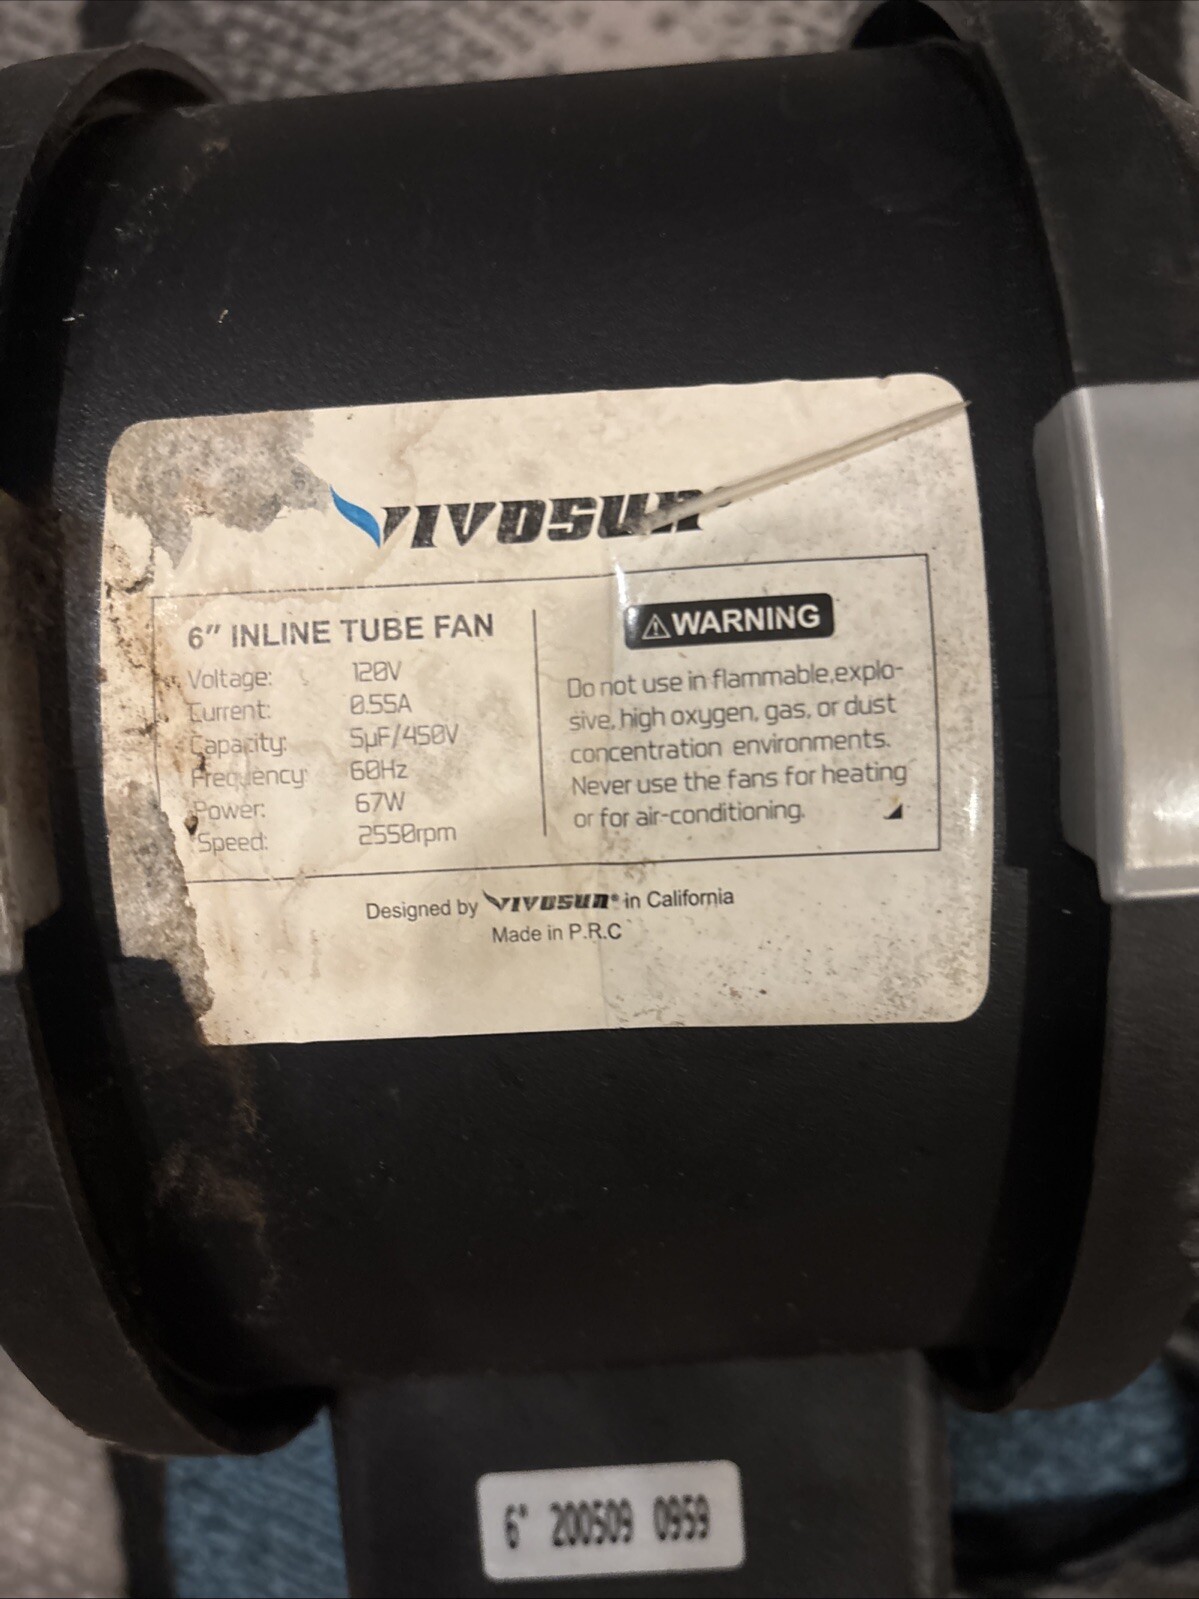 VIVOSUN®
6" INLINE TUBE FAN
Voltage: 120V
Current: 0.55A
Capacity: 5μF/450V
Frequency: 60Hz
Power: 67W
Speed: 2550rpm
WARNING
Do not use in flammable,explo-
sive, high oxygen, gas, or dust
concentration environments.
Never use the fans for heating
or for air-conditioning.
Designed by VIVOSUN® in California
Made in P.R.C
6" 200509 0959